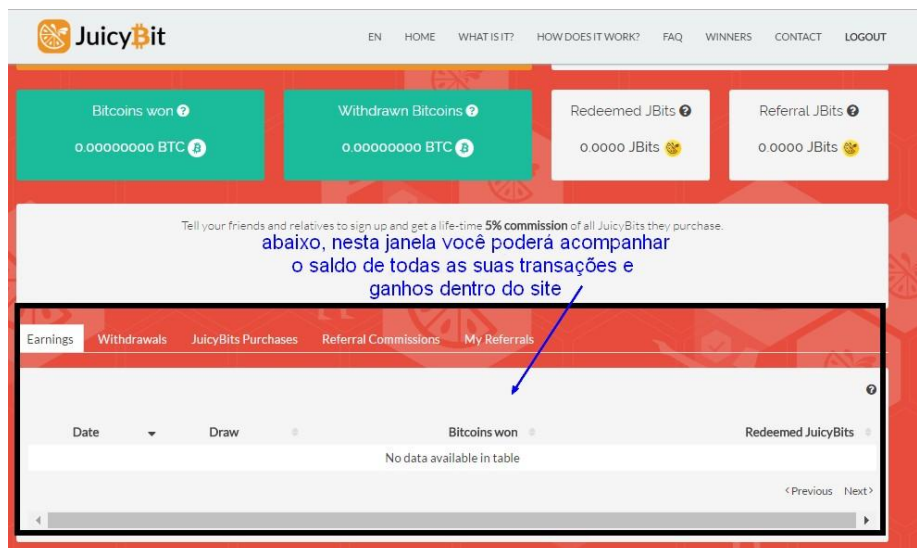 JuicyBit
EN HOME WHAT IS IT? HOW DOES IT WORK? FAQ WINNERS CONTACT LOGOUT
Bitcoins won ?
Withdrawn Bitcoins ?
Redeemed JBits ?
Referral JBits ?
0.00000000 BTC
0.00000000 BTC
0.0000 JBits
0.0000 JBits
Tell your friends and relatives to sign up and get a life-time 5% commission of all JuicyBits they purchase.
abaixo, nesta janela você poderá acompanhar
o saldo de todas as suas transações e
ganhos dentro do site
Earnings Withdrawals JuicyBits Purchases Referral Commissions My Referrals
?
Date Draw Bitcoins won Redeemed JuicyBits
No data available in table
‹Previous Next›